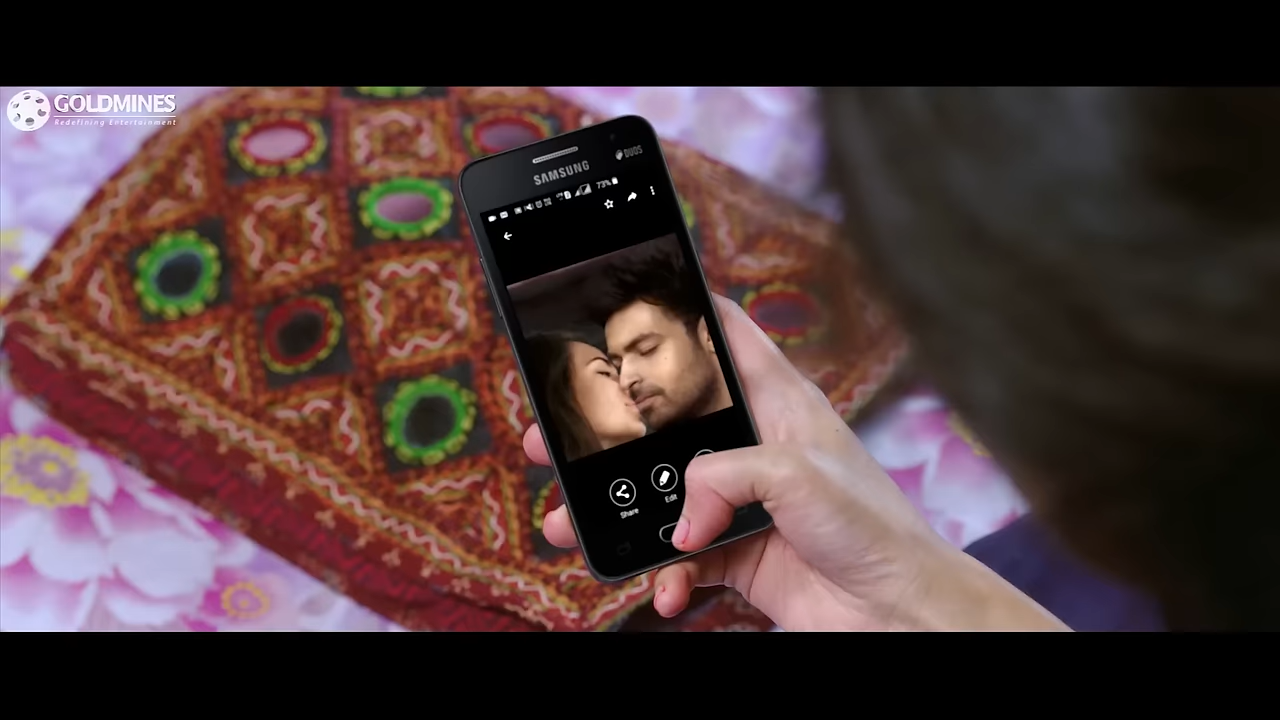 GOLDMINES
Redefining Entertainment
DUOS
SAMSUNG
73%
Share
Edit